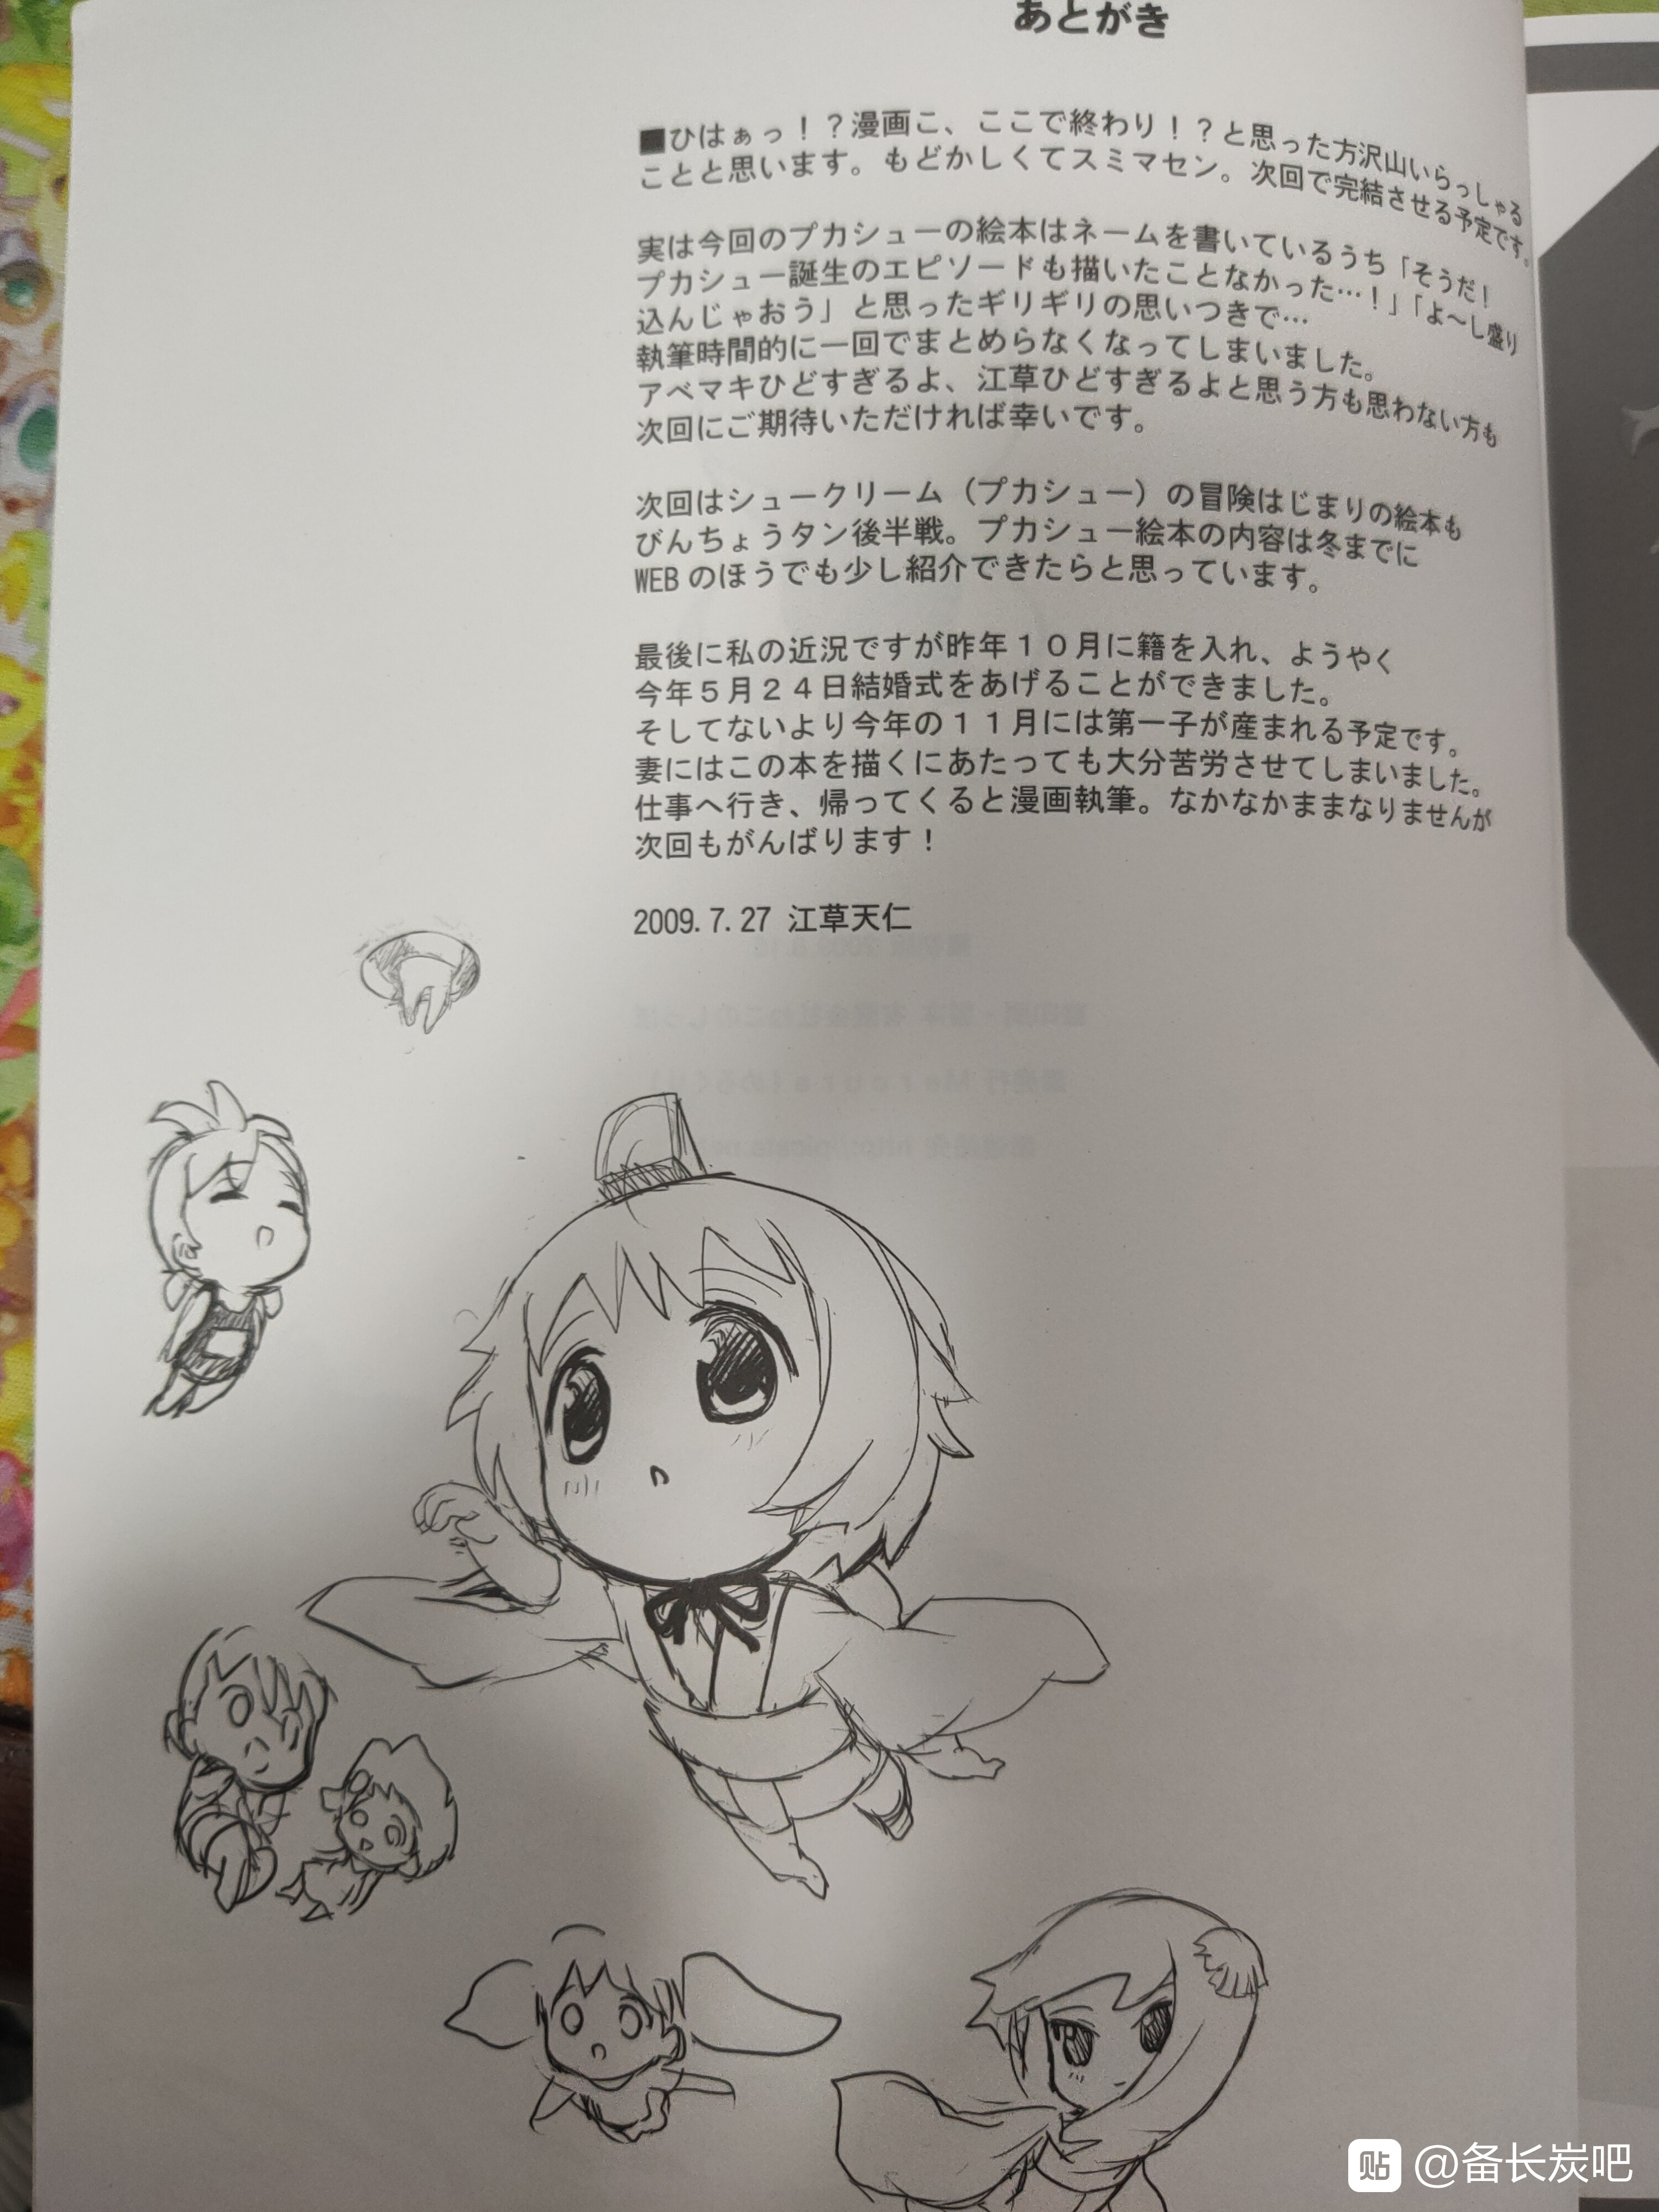 あとがき
■ひはぁっ！？漫画こ、ここで終わり！？と思った方沢山いらっしゃる
ことと思います。もどかしくてスミマセン。次回で完結させる予定です。
実は今回のプカシューの絵本はネームを書いているうち「そうだ！
プカシュー誕生のエピソードも描いたことなかった…！」「よ～し盛り
込んじゃおう」と思ったギリギリの思いつきで…
執筆時間的に一回でまとめらなくなってしまいました。
アベマキひどすぎるよ、江草ひどすぎるよと思う方も思わない方も
次回にご期待いただければ幸いです。
次回はシュークリーム（プカシュー）の冒険はじまりの絵本も
びんちょうタン後半戦。プカシュー絵本の内容は冬までに
WEBのほうでも少し紹介できたらと思っています。
最後に私の近況ですが昨年１０月に籍を入れ、ようやく
今年５月２４日結婚式をあげることができました。
そしてないより今年の１１月には第一子が産まれる予定です。
妻にはこの本を描くにあたっても大分苦労させてしまいました。
仕事へ行き、帰ってくると漫画執筆。なかなかままなりませんが
次回もがんばります！
2009.7.27 江草天仁
贴 @备长炭吧